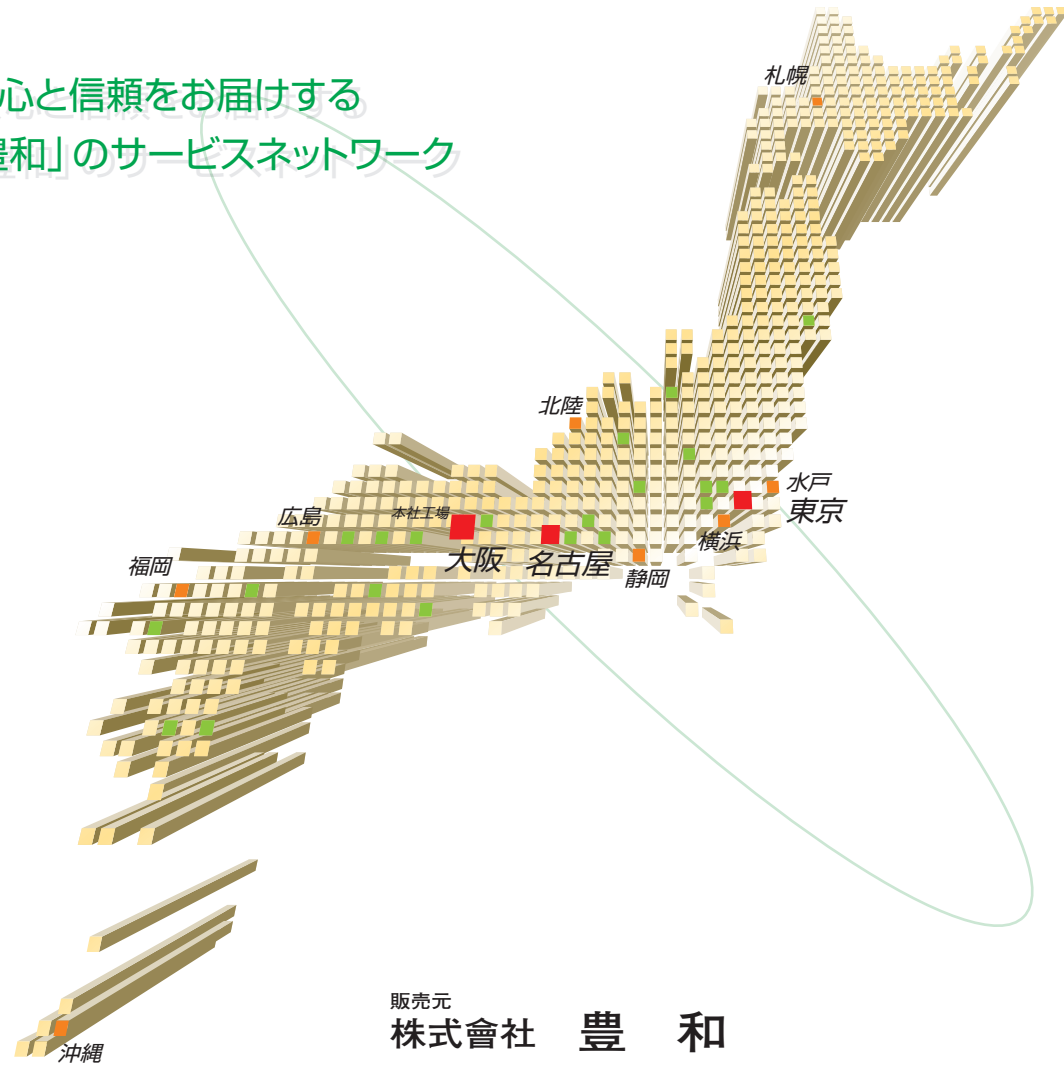 心と信頼をお届けする
豊和」のサービスネットワーク
札幌
北陸
水戸
東京
広島
本社工場
大阪
名古屋
横浜
静岡
福岡
沖縄
販売元
株式會社 豊和